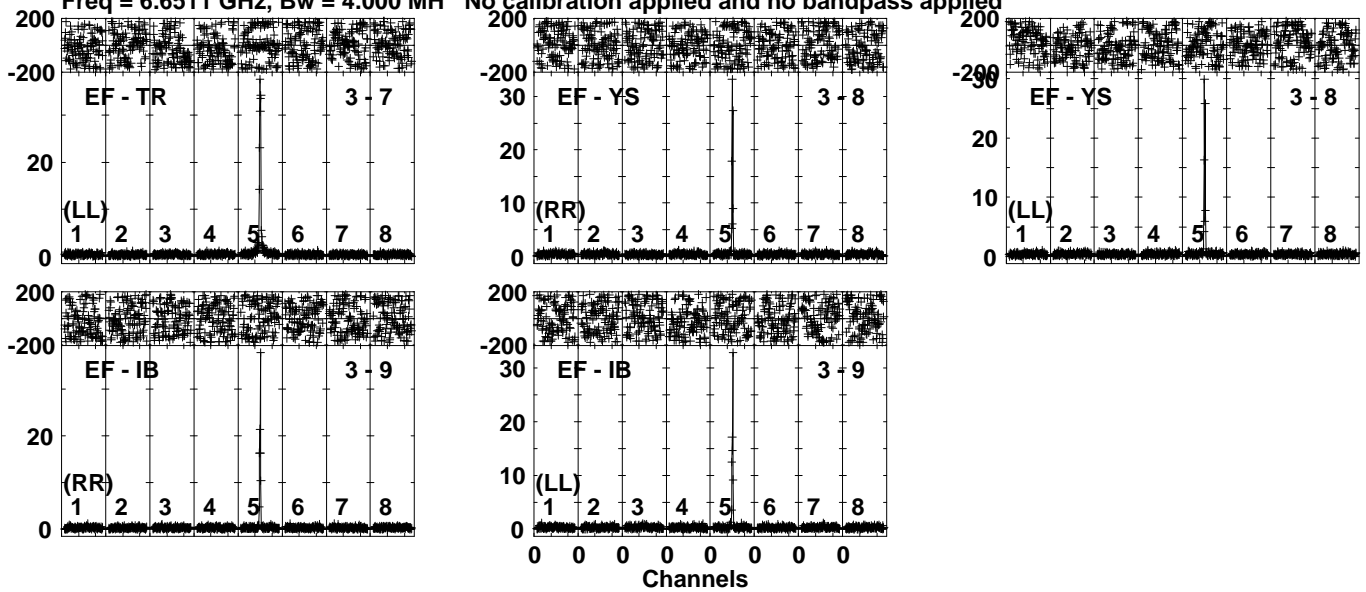 Freq = 6.6511 GHz, Bw = 4.000 MH No calibration applied and no bandpass applied
200
-200
EF - TR 3 - 7
20
(LL)
1 2 3 4 5 6 7 8
0
200
-200
30
EF - YS 3 - 8
20
10
(RR)
1 2 3 4 5 6 7 8
0
200
-200
30
EF - YS 3 - 8
20
10
(LL)
1 2 3 4 5 6 7 8
0
200
-200
EF - IB 3 - 9
20
(RR)
1 2 3 4 5 6 7 8
0
200
-200
30
EF - IB 3 - 9
20
10
(LL)
1 2 3 4 5 6 7 8
0
0 0 0 0 0 0 0 0
Channels